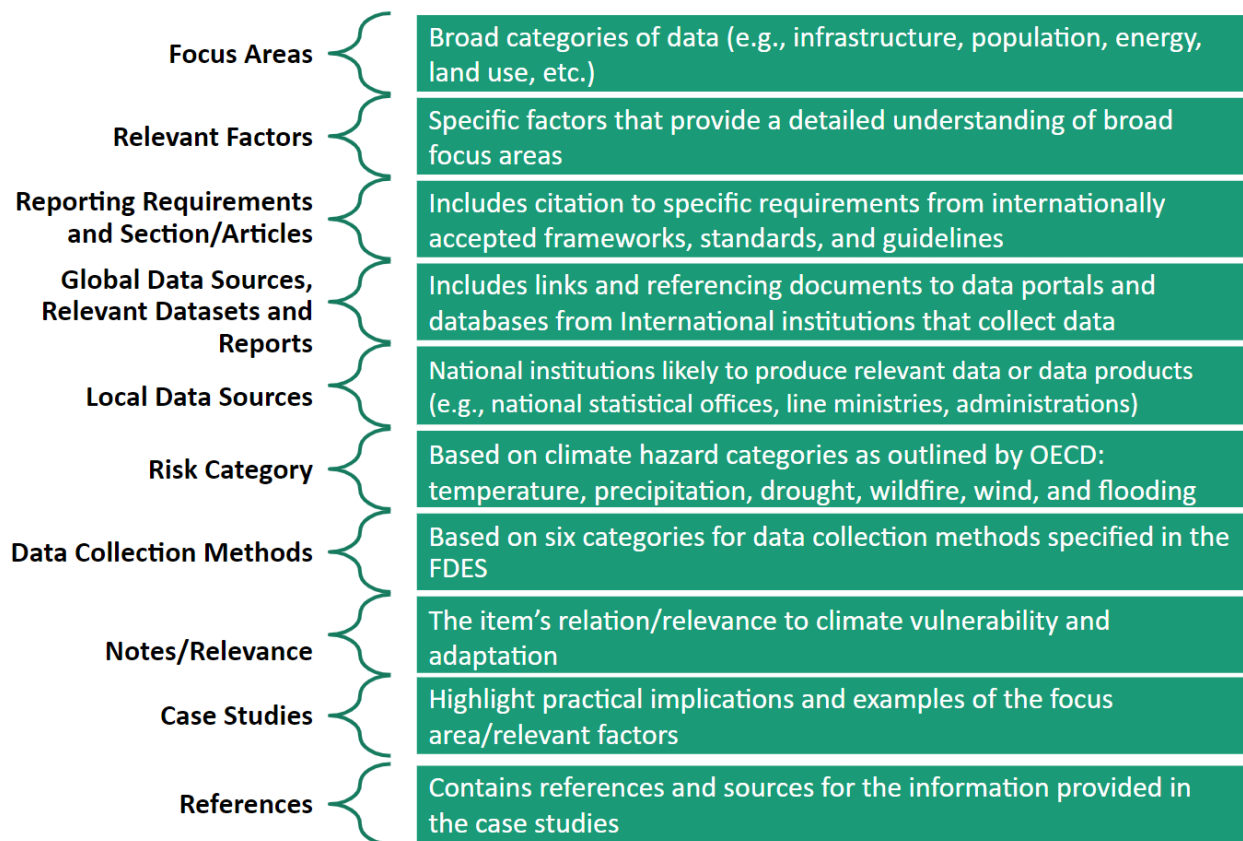 Focus Areas
Broad categories of data (e.g., infrastructure, population, energy,
land use, etc.)
Relevant Factors
Specific factors that provide a detailed understanding of broad
focus areas
Reporting Requirements
and Section/Articles
Includes citation to specific requirements from internationally
accepted frameworks, standards, and guidelines
Global Data Sources,
Relevant Datasets and
Reports
Includes links and referencing documents to data portals and
databases from International institutions that collect data
Local Data Sources
National institutions likely to produce relevant data or data products
(e.g., national statistical offices, line ministries, administrations)
Risk Category
Based on climate hazard categories as outlined by OECD:
temperature, precipitation, drought, wildfire, wind, and flooding
Data Collection Methods
Based on six categories for data collection methods specified in the
FDES
Notes/Relevance
The item's relation/relevance to climate vulnerability and
adaptation
Case Studies
Highlight practical implications and examples of the focus
area/relevant factors
References
Contains references and sources for the information provided in
the case studies